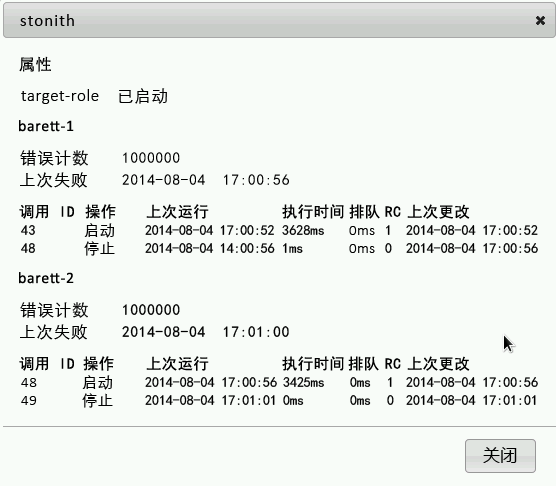 stonith
属性
target-role 已启动
barett-1
错误计数 1000000
上次失败 2014-08-04 17:00:56
调用 ID 操作 上次运行 执行时间 排队 RC 上次更改
43 启动 2014-08-04 17:00:52 3628ms 0ms 1 2014-08-04 17:00:52
48 停止 2014-08-04 14:00:56 1ms 0ms 0 2014-08-04 17:00:56
barett-2
错误计数 1000000
上次失败 2014-08-04 17:01:00
调用 ID 操作 上次运行 执行时间 排队 RC 上次更改
48 启动 2014-08-04 17:00:56 3425ms 0ms 1 2014-08-04 17:00:56
49 停止 2014-08-04 17:01:01 0ms 0ms 0 2014-08-04 17:01:01
关闭